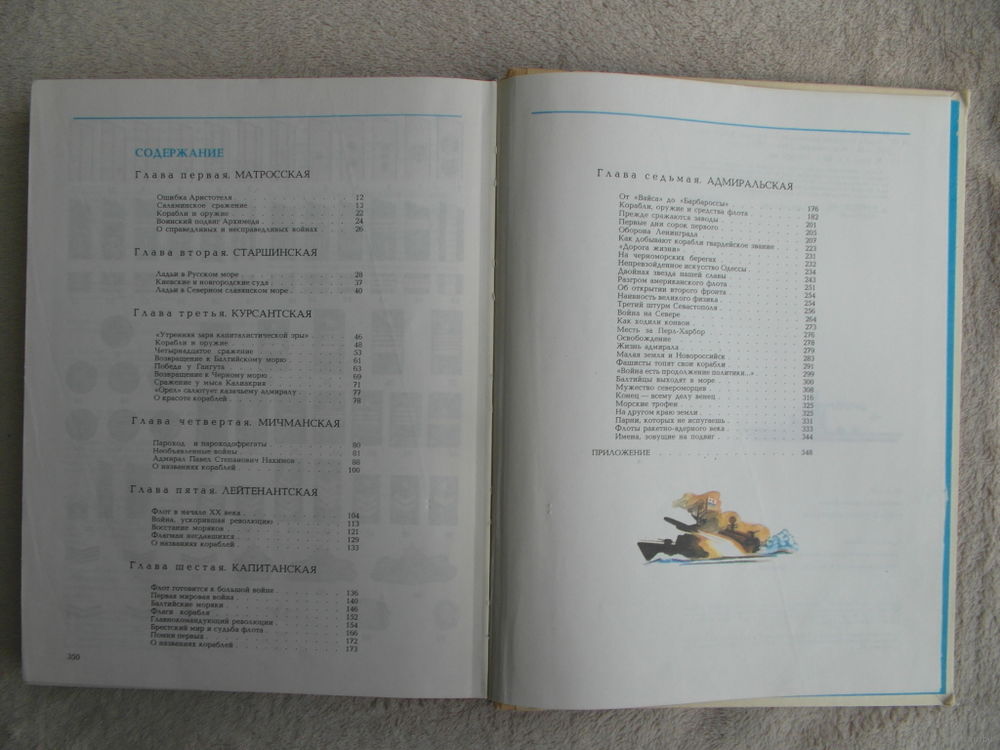 СОДЕРЖАНИЕ
Глава первая. МАТРОССКАЯ
Ошибка Аристотеля 12
Саламинское сражение 13
Корабли и оружие 22
Воинский подвиг Архимеда 24
О справедливых и несправедливых войнах 26
Глава вторая. СТАРШИНСКАЯ
Ладьи в Русском море 28
Киевские и новгородские суда 37
Ладьи в Северном славянском море 40
Глава третья. КУРСАНТСКАЯ
«Утренняя заря капиталистической эры» 46
Корабли и оружие 48
Четырнадцатое сражение 53
Возвращение к Балтийскому морю 61
Победа у Гангута 63
Возвращение к Черному морю 69
Сражение у мыса Калиакрия 71
«Орел» салютует казачьему адмиралу 77
О красоте кораблей 78
Глава четвертая. МИЧМАНСКАЯ
Пароход и пароходофрегаты 80
Необъявленные войны 81
Адмирал Павел Степанович Нахимов 88
О названиях кораблей 100
Глава пятая. ЛЕЙТЕНАНТСКАЯ
Флот в начале XX века 104
Война, ускорившая революцию 113
Восстание моряков 121
Флагман несдавшихся 129
О названиях кораблей 133
Глава шестая. КАПИТАНСКАЯ
Флот готовится к большой войне 136
Первая мировая война 140
Балтийские моряки 146
Флаги корабля 152
Главнокомандующий революции 154
Брестский мир и судьба флота 166
Помни первых 172
О названиях кораблей 173
350
Глава седьмая. АДМИРАЛЬСКАЯ
От «Вайса» до «Барбароссы» 176
Корабли, оружие и средства флота 182
Прежде сражаются заводы 201
Первые дни сорок первого 205
Оборона Ленинграда 207
Как добывают корабли гвардейское звание 223
«Дорога жизни» 231
На черноморских берегах 232
Непревзойденное искусство Одессы 234
Двойная звезда нашей славы 243
Разгром американского флота 251
Об открытии второго фронта 254
Наивность великого физика 254
Третий штурм Севастополя 256
Война на Севере 264
Как ходили конвои 273
Месть за Перл-Харбор 276
Освобождение 278
Жизнь адмирала 279
Малая земля и Новороссийск 283
Фашисты топят свои корабли 291
«Война есть продолжение политики...» 299
Балтийцы выходят в море 300
Мужество североморцев 308
Конец — всему делу венец 316
Морские трофеи 325
На другом краю земли 325
Парни, которых не испугаешь 331
Флоты ракетно-ядерного века 333
Имена, зовущие на подвиг 344
ПРИЛОЖЕНИЕ 348